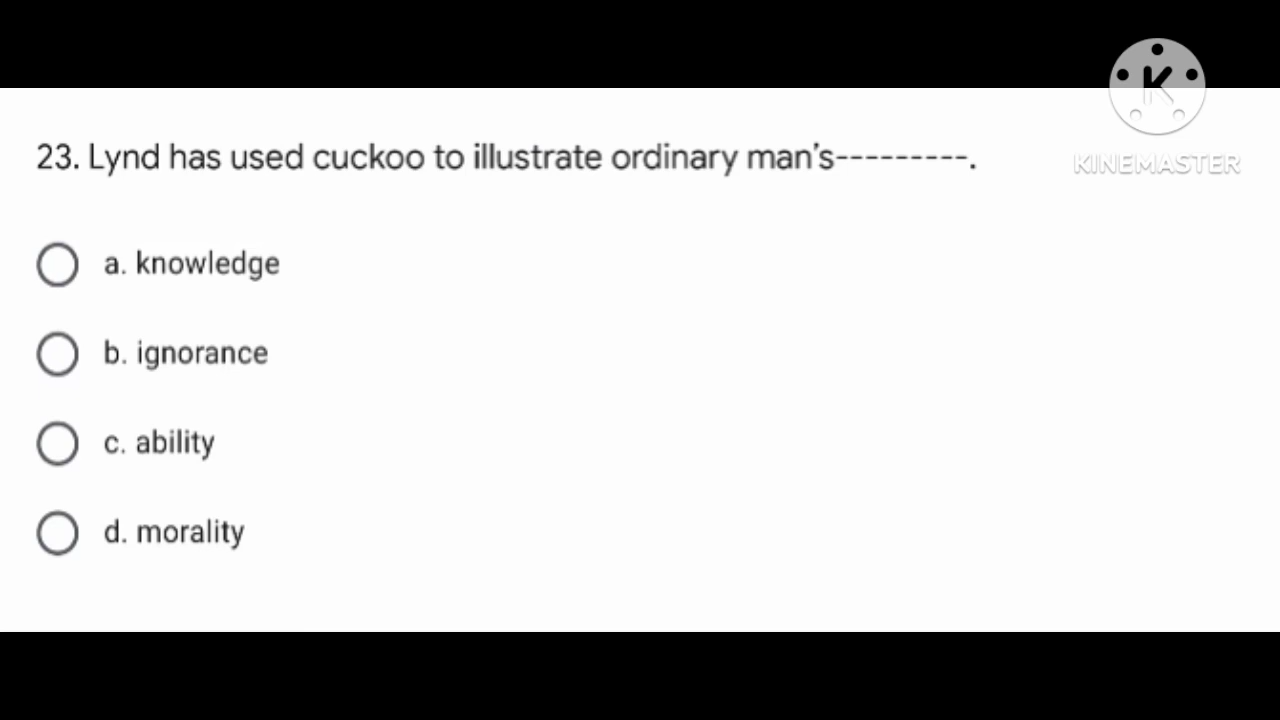 K
KINEMASTER
23. Lynd has used cuckoo to illustrate ordinary man's---------.
a. knowledge
b. ignorance
c. ability
d. morality